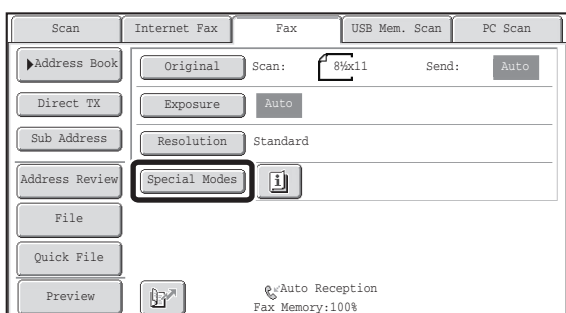 Scan Internet Fax Fax USB Mem. Scan PC Scan
Address Book Original Scan: 8½x11 Send: Auto
Direct TX Exposure Auto
Sub Address Resolution Standard
Address Review Special Modes
File
Quick File
Preview Auto Reception
Fax Memory:100%